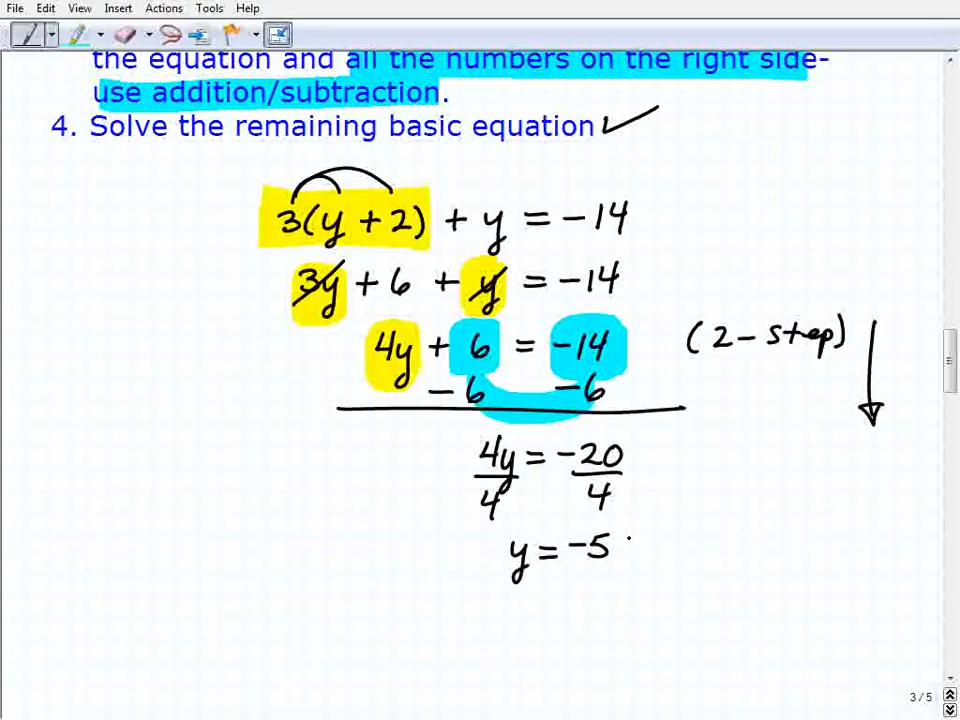 File Edit View Insert Actions Tools Help
the equation and all the numbers on the right side-
use addition/subtraction.
4. Solve the remaining basic equation
3(y + 2) + y = -14
3y + 6 + y = -14
4y + 6 = -14 (2-step)
- 6 -6
4y = -20
4 4
y = -5
3 / 5